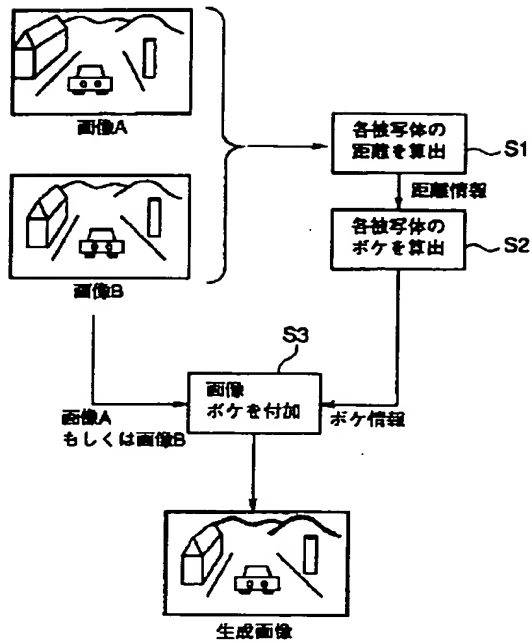 画像A
画像B
各被写体の
距離を算出
S1
距離情報
各被写体の
ボケを算出
S2
S3
画像
ボケを付加
画像A
もしくは画像B
ボケ情報
生成画像